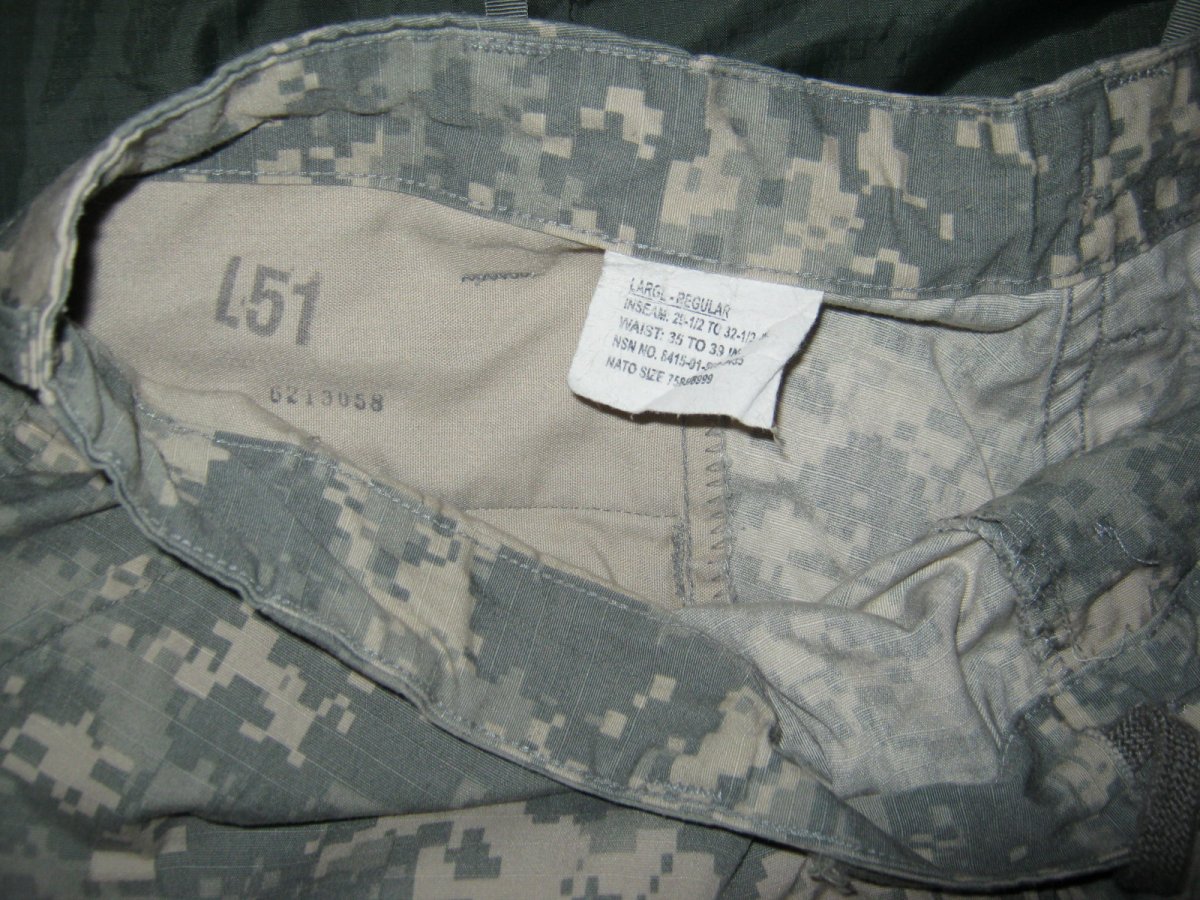 L51
6213058
LARGE - REGULAR
INSEAM: 29-1/2 TO 32-1/2
WAIST: 35 TO 39 IN
NSN NO. 8415-01-
NATO SIZE